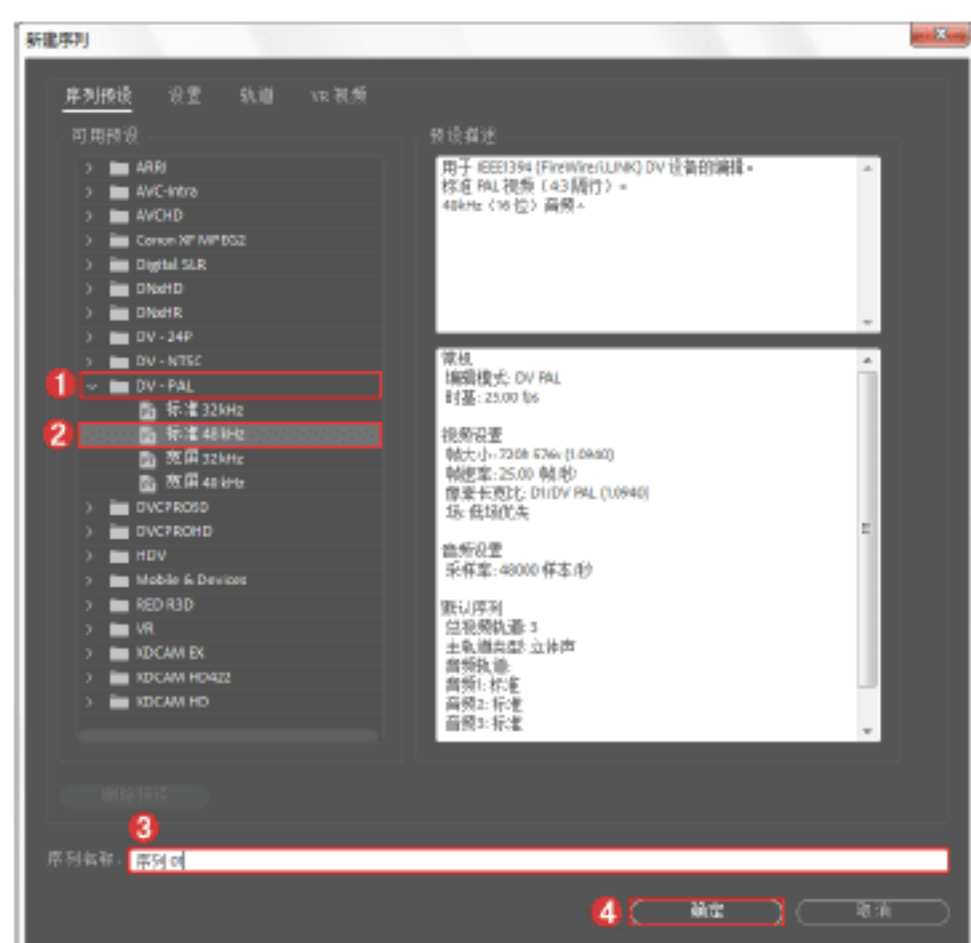 新建序列
序列预设 设置 轨道 VR 视频
可用预设
ARRI
AVC-Intra
AVCHD
Canon XF MPEG2
Digital SLR
DNxHD
DNxHR
DV - 24P
DV - NTSC
1 DV - PAL
标准 32kHz
2 标准 48kHz
宽屏 32kHz
宽屏 48kHz
DVCPRO50
DVCPROHD
HDV
Mobile & Devices
RED R3D
VR
XDCAM EX
XDCAM HD422
XDCAM HD
预设描述
用于 IEEE1394 (FireWire/i.LINK) DV 设备的编辑。
标准 PAL 视频（4:3 隔行）。
48kHz（16 位）音频。
常规
编辑模式: DV PAL
时基: 25.00 fps
视频设置
帧大小: 720h 576v (1.0940)
帧速率: 25.00 帧/秒
像素长宽比: D1/DV PAL (1.0940)
场: 低场优先
音频设置
采样率: 48000 样本/秒
默认序列
总视频轨道: 3
主轨道类型: 立体声
音频轨道:
音频1: 标准
音频2: 标准
音频3: 标准
删除预设
3
序列名称: 序列 01
4 确定 取消